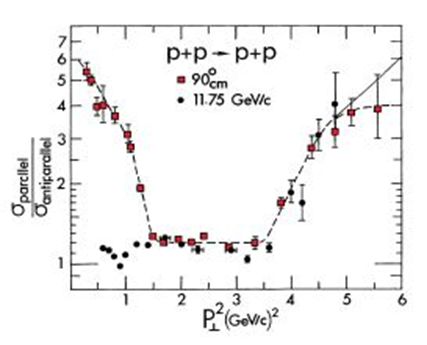 p+p → p+p
90°cm
11.75 GeV/c
σparcllel
σantiparallel
7
6
5
4
3
2
1
1 2 3 4 5 6
P⊥²(GeV/c)²